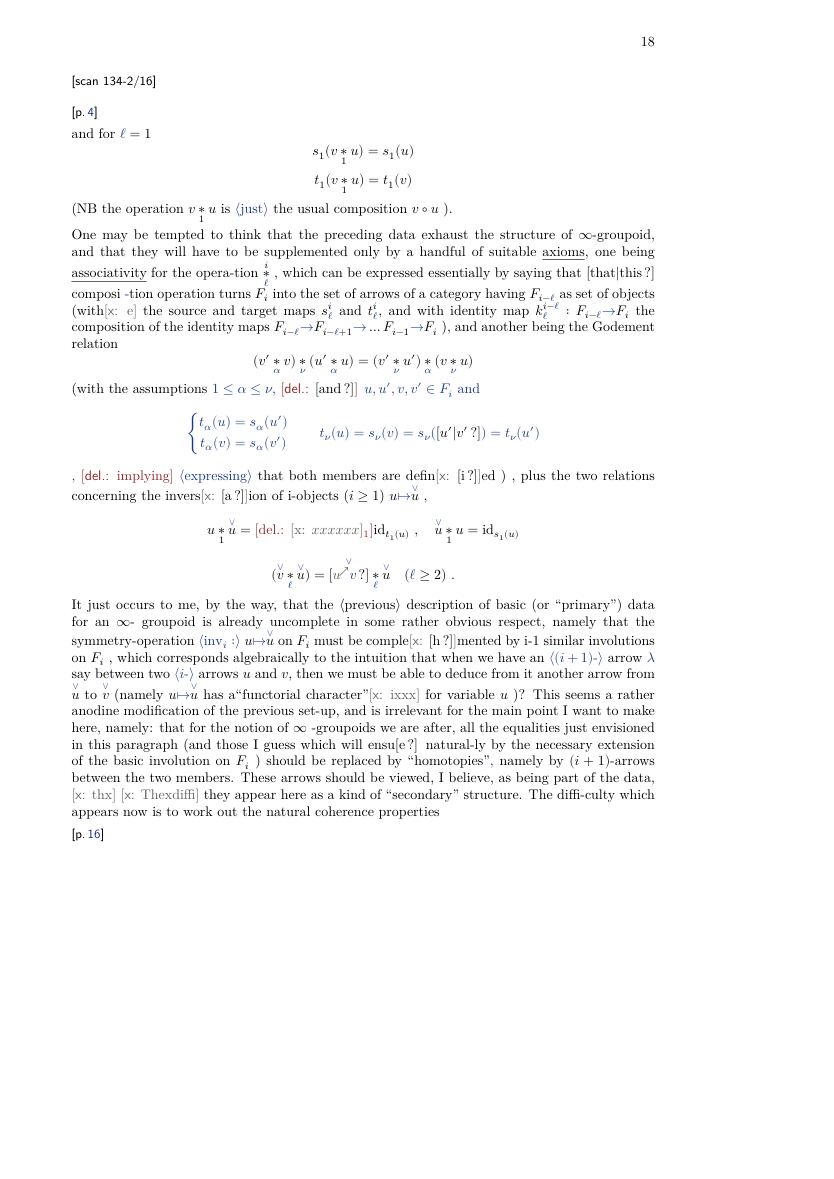 18
[scan 134-2/16]
[p. 4]
and for ℓ = 1
s₁(v *₁ u) = s₁(u)
t₁(v *₁ u) = t₁(v)
(NB the operation v *₁ u is ⟨just⟩ the usual composition v ∘ u ).
One may be tempted to think that the preceding data exhaust the structure of ∞-groupoid,
and that they will have to be supplemented only by a handful of suitable axioms, one being
associativity for the opera-tion *_ℓ^i , which can be expressed essentially by saying that [that|this ?]
composi -tion operation turns F_i into the set of arrows of a category having F_{i−ℓ} as set of objects
(with[x: e] the source and target maps s_ℓ^i and t_ℓ^i, and with identity map k_ℓ^{i−ℓ} : F_{i−ℓ}→F_i the
composition of the identity maps F_{i−ℓ}→F_{i−ℓ+1}→ ... F_{i−1}→F_i ), and another being the Godement
relation
(v′ *_α v) *_ν (u′ *_α u) = (v′ *_ν u′) *_α (v *_ν u)
(with the assumptions 1 ≤ α ≤ ν, [del.: [and ?]] u, u′, v, v′ ∈ F_i and
{ t_α(u) = s_α(u′)
t_α(v) = s_α(v′) t_ν(u) = s_ν(v) = s_ν([u′|v′ ?]) = t_ν(u′)
, [del.: implying] ⟨expressing⟩ that both members are defin[x: [i ?]]ed ) , plus the two relations
concerning the invers[x: [a ?]]ion of i-objects (i ≥ 1) u↦ǔ ,
u *₁ ǔ = [del.: [x: xxxxxx]₁]id_{t₁(u)} , ǔ *₁ u = id_{s₁(u)}
(v̌ *_ℓ ǔ) = [u↗v̌ ?] *_ℓ ǔ (ℓ ≥ 2) .
It just occurs to me, by the way, that the ⟨previous⟩ description of basic (or “primary”) data
for an ∞- groupoid is already uncomplete in some rather obvious respect, namely that the
symmetry-operation ⟨inv_i :⟩ u↦ǔ on F_i must be comple[x: [h ?]]mented by i-1 similar involutions
on F_i , which corresponds algebraically to the intuition that when we have an ⟨(i + 1)-⟩ arrow λ
say between two ⟨i-⟩ arrows u and v, then we must be able to deduce from it another arrow from
ǔ to v̌ (namely u↦ǔ has a“functorial character”[x: ixxx] for variable u )? This seems a rather
anodine modification of the previous set-up, and is irrelevant for the main point I want to make
here, namely: that for the notion of ∞ -groupoids we are after, all the equalities just envisioned
in this paragraph (and those I guess which will ensu[e ?] natural-ly by the necessary extension
of the basic involution on F_i ) should be replaced by “homotopies”, namely by (i + 1)-arrows
between the two members. These arrows should be viewed, I believe, as being part of the data,
[x: thx] [x: Thexdiffi] they appear here as a kind of “secondary” structure. The diffi-culty which
appears now is to work out the natural coherence properties
[p. 16]